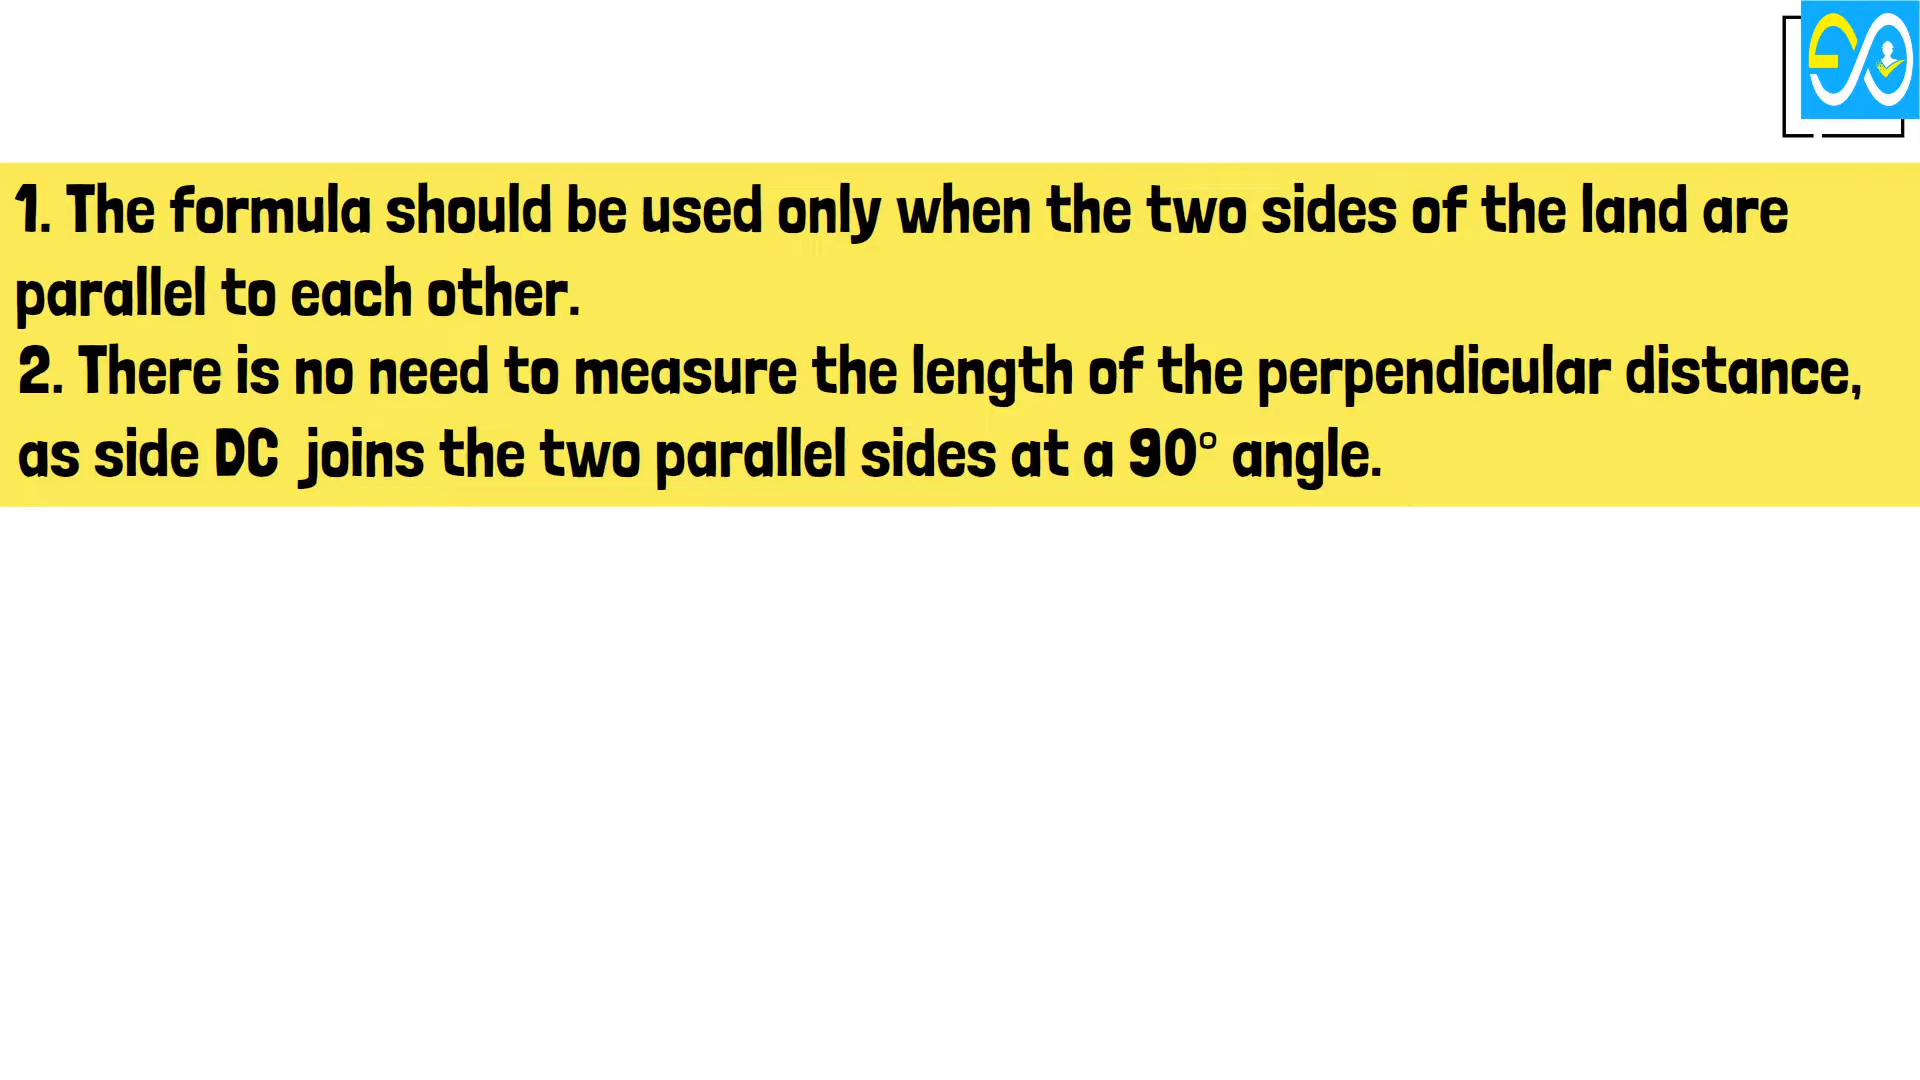 1. The formula should be used only when the two sides of the land are
parallel to each other.
2. There is no need to measure the length of the perpendicular distance,
as side DC joins the two parallel sides at a 90° angle.